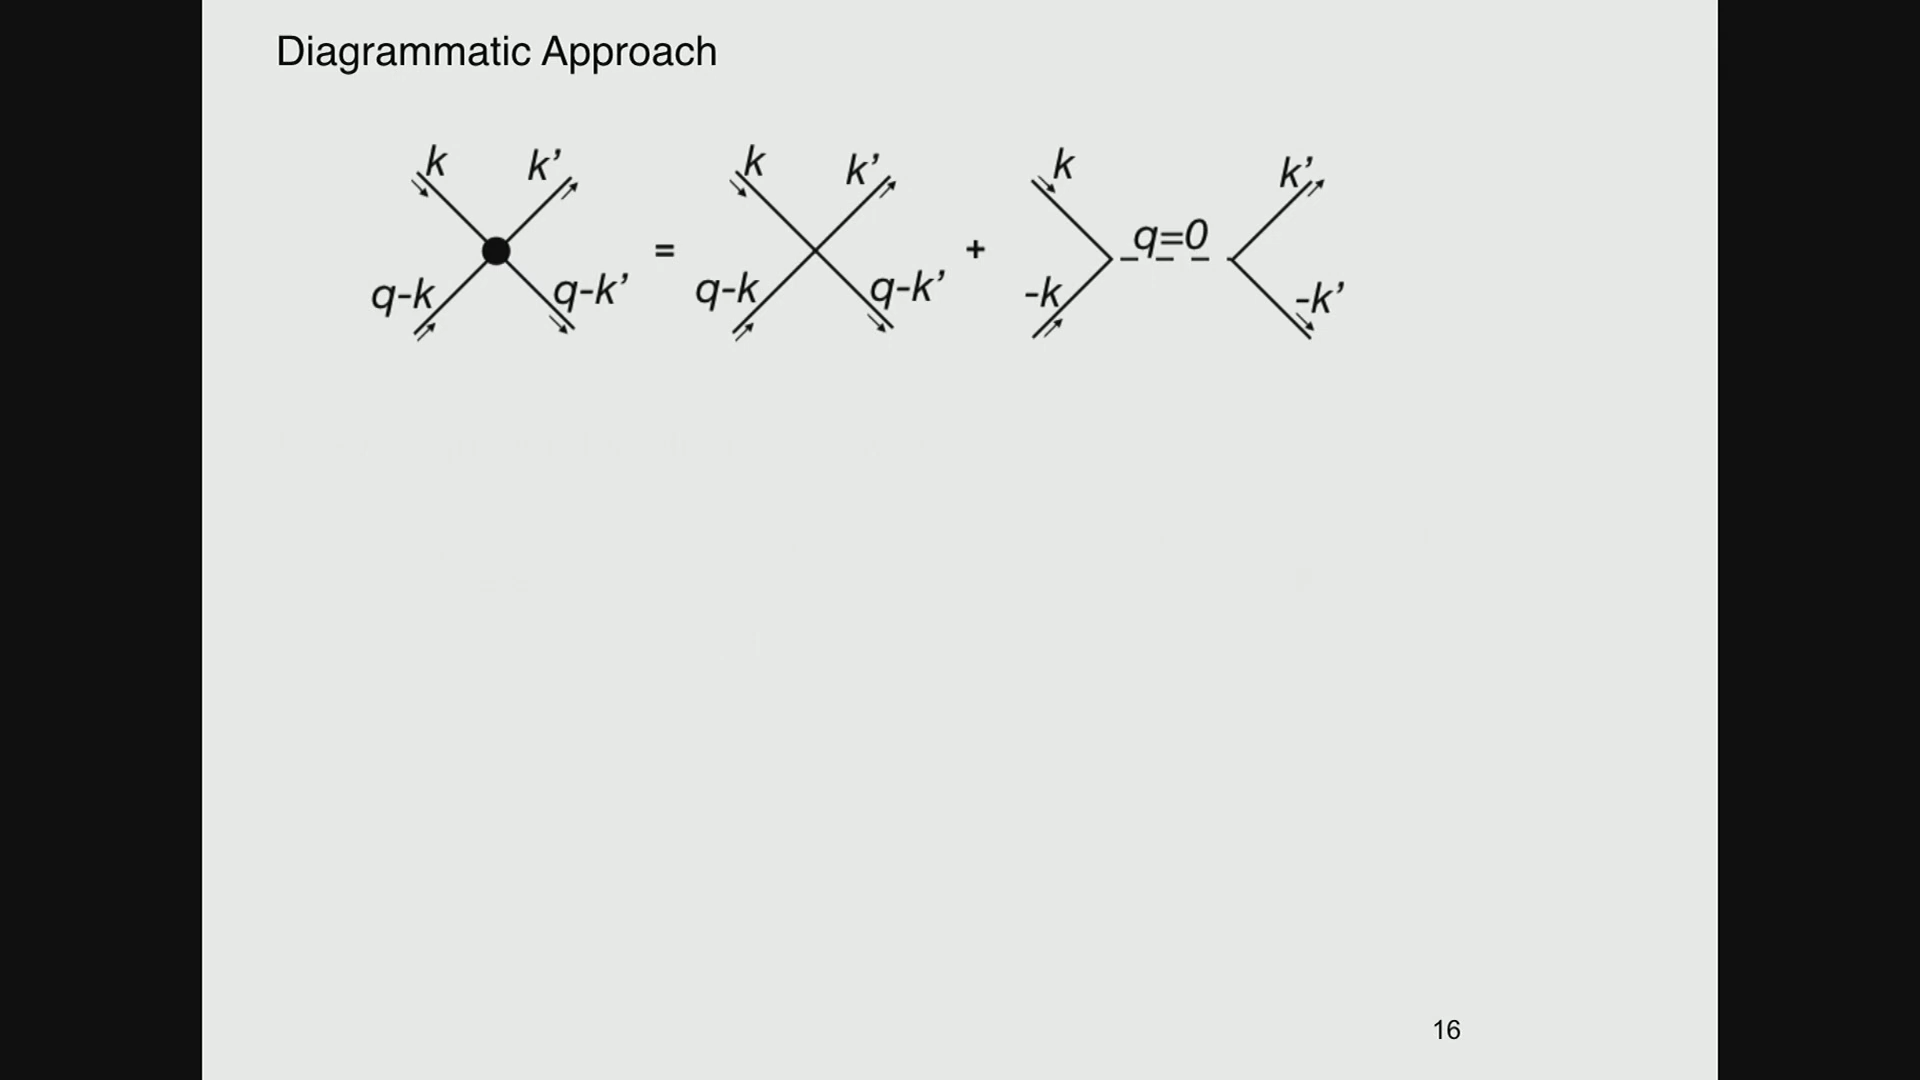 Diagrammatic Approach
k k’ k k’ k k’
= + q=0
q-k q-k’ q-k q-k’ -k -k’
16